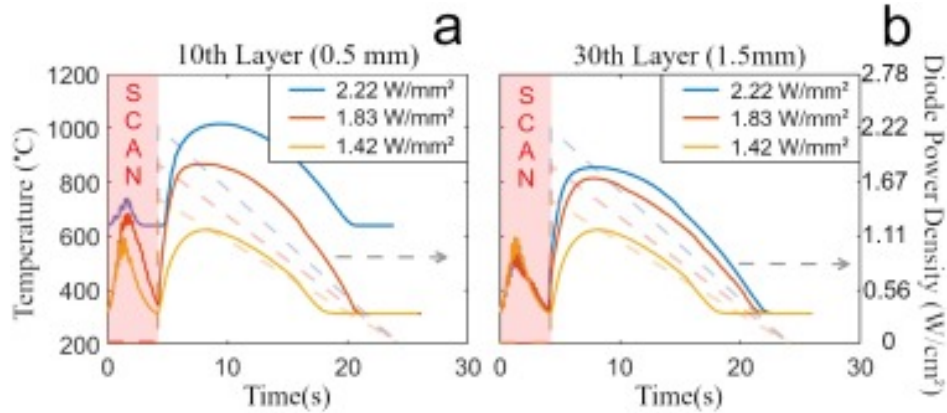 a
b
10th Layer (0.5 mm)
30th Layer (1.5mm)
1200
1000
800
600
400
200
Temperature (°C)
S
C
A
N
2.22 W/mm²
1.83 W/mm²
1.42 W/mm²
0
10
20
30
Time(s)
S
C
A
N
2.22 W/mm²
1.83 W/mm²
1.42 W/mm²
0
10
20
30
Time(s)
2.78
2.22
1.67
1.11
0.56
0
Diode Power Density (W/cm²)